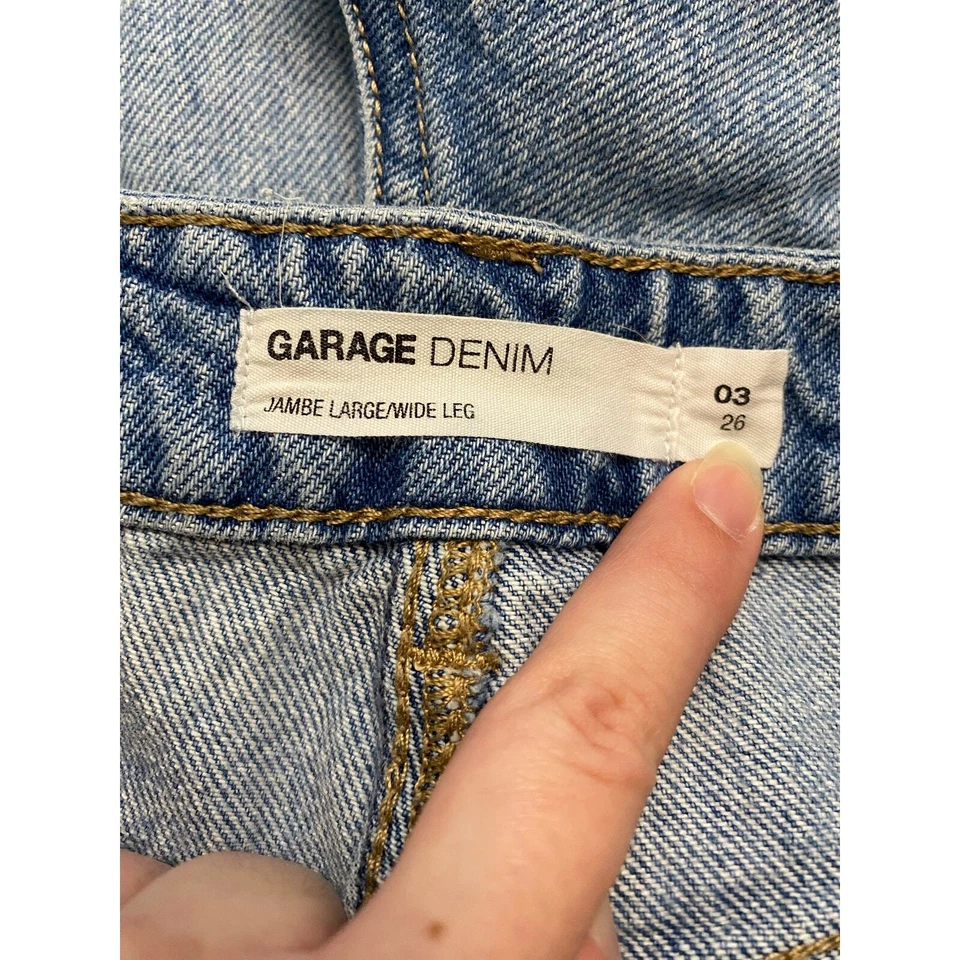 GARAGE DENIM
JAMBE LARGE/WIDE LEG
03
26